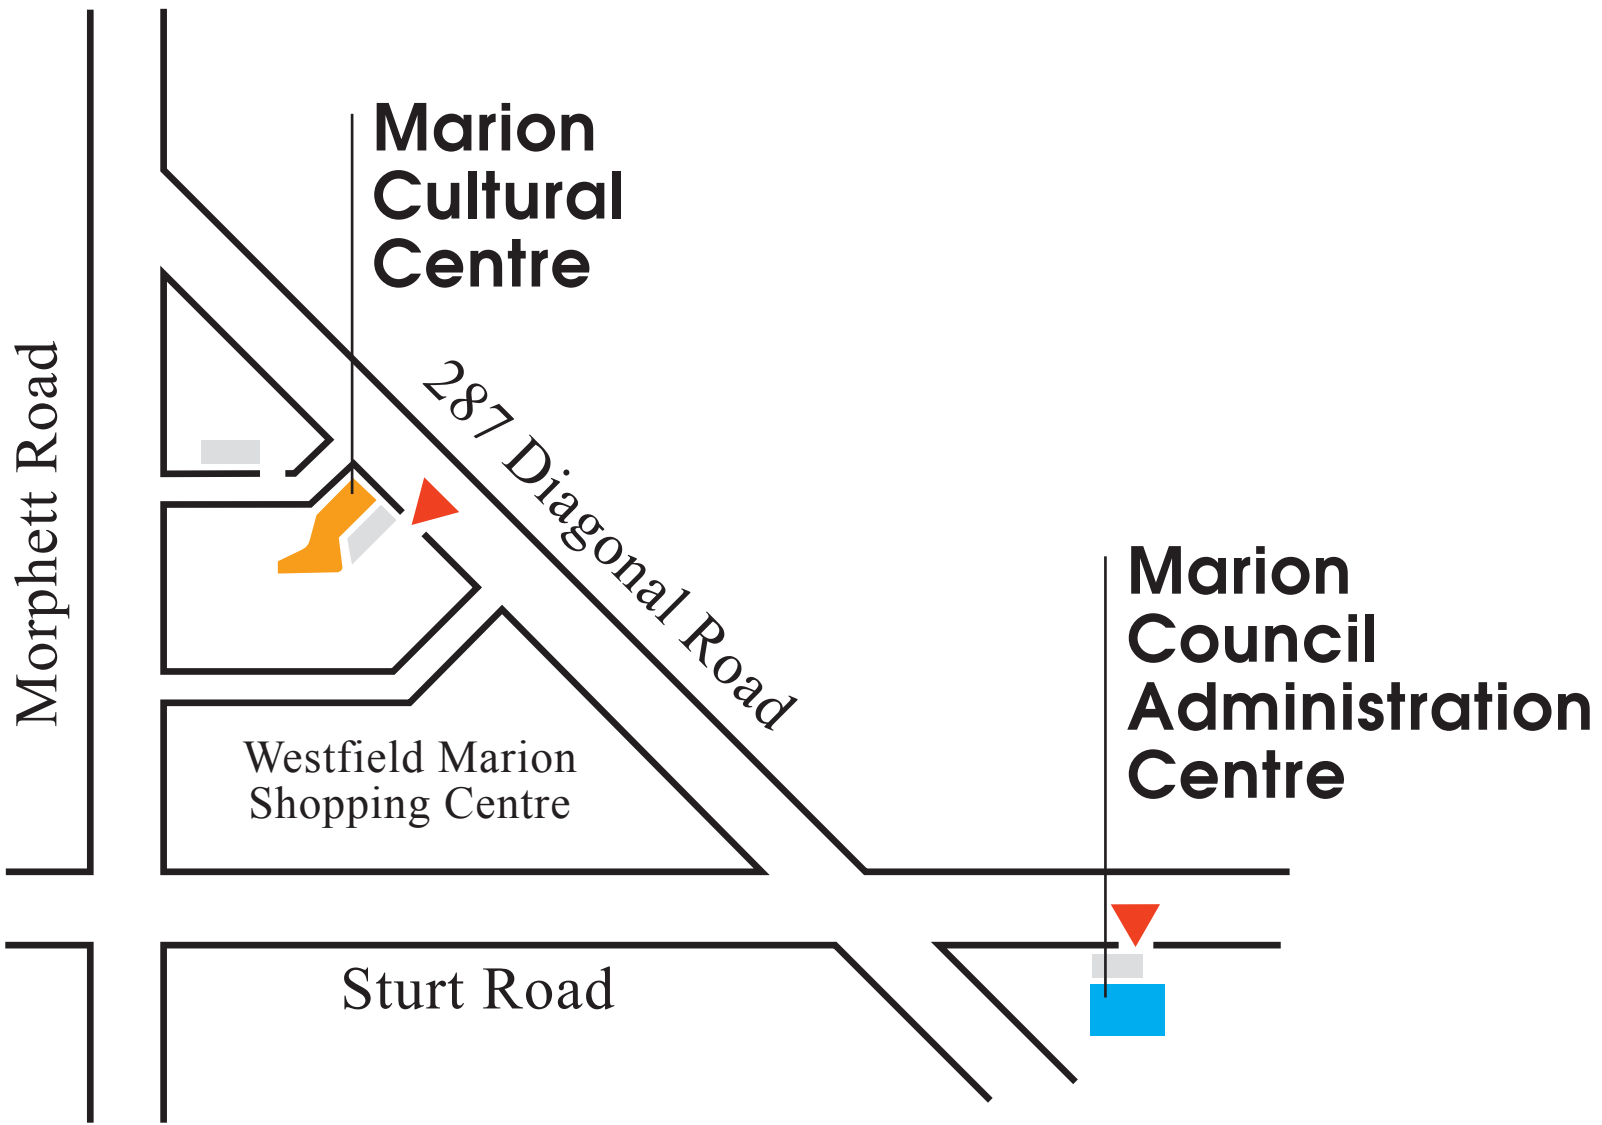 Marion
Cultural
Centre
Morphett Road
287 Diagonal Road
Marion
Council
Administration
Centre
Westfield Marion
Shopping Centre
Sturt Road